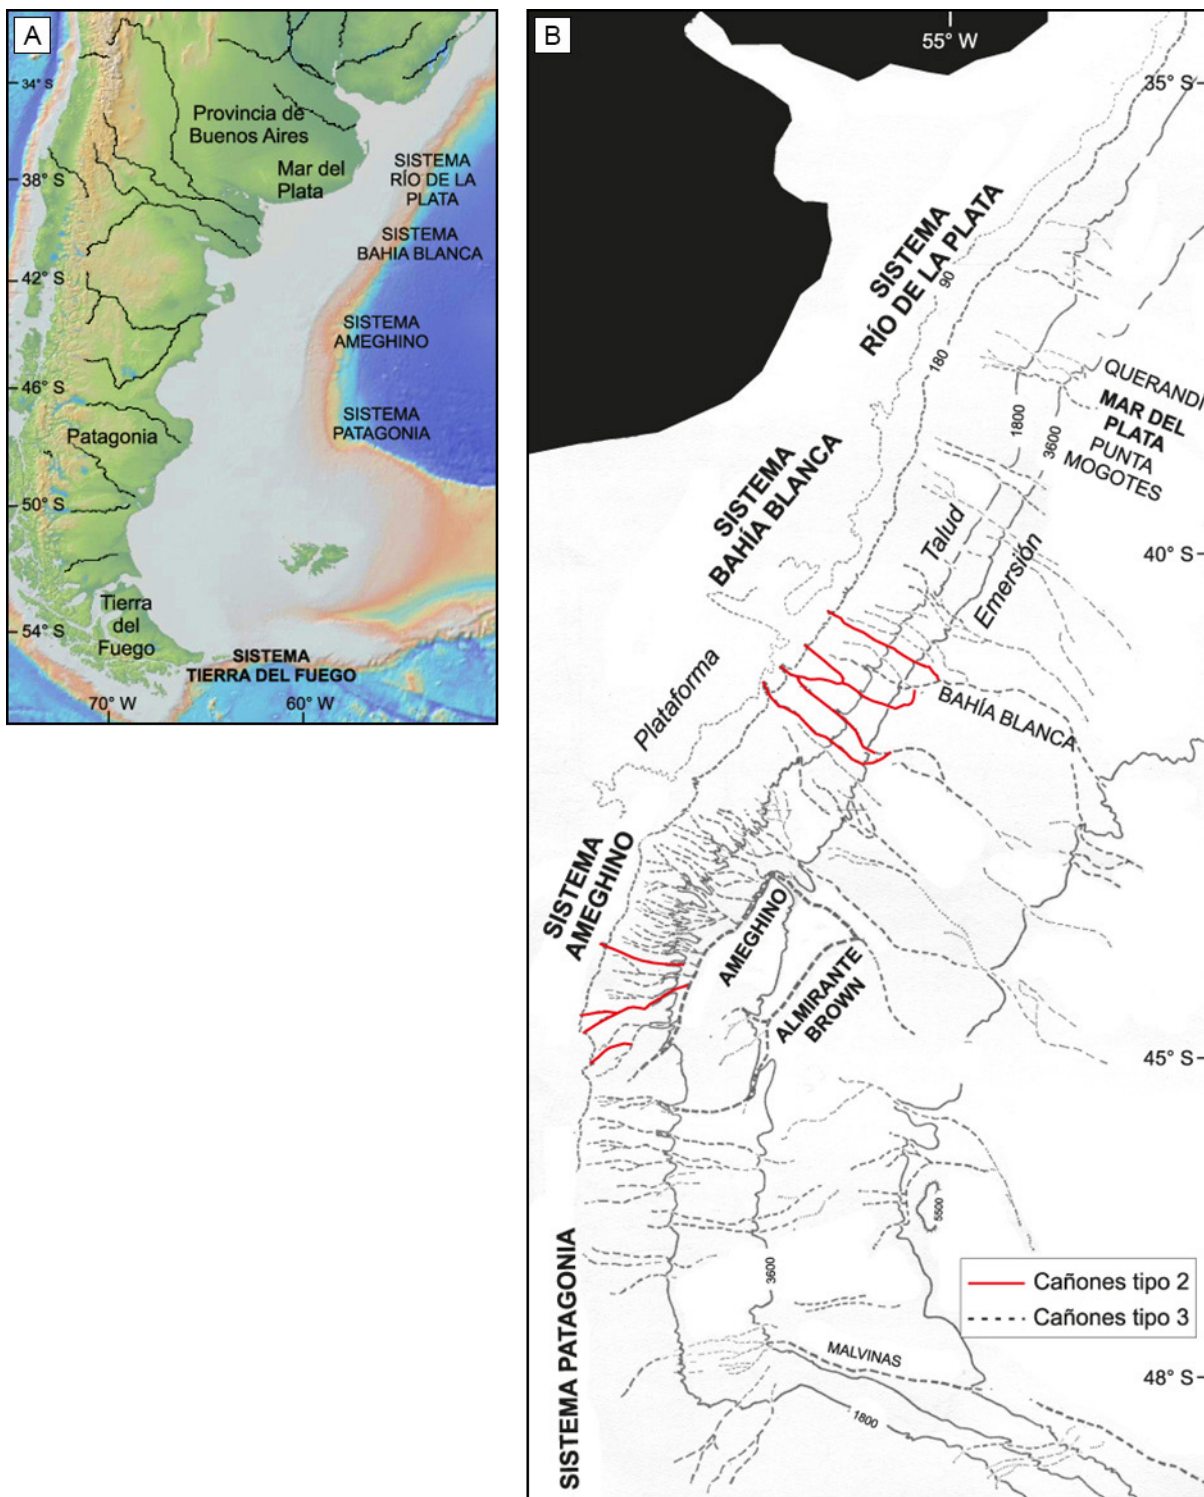 A
34° S
38° S
42° S
46° S
50° S
54° S
70° W
60° W
Provincia de
Buenos Aires
Mar del
Plata
SISTEMA
RÍO DE LA
PLATA
SISTEMA
BAHIA BLANCA
SISTEMA
AMEGHINO
SISTEMA
PATAGONIA
Patagonia
Tierra
del
Fuego
SISTEMA
TIERRA DEL FUEGO
B
55° W
35° S
40° S
45° S
48° S
SISTEMA
RÍO DE LA PLATA
90
180
1800
3600
QUERANDÍ
MAR DEL
PLATA
PUNTA
MOGOTES
SISTEMA
BAHÍA BLANCA
Talud
Emersión
Plataforma
BAHÍA BLANCA
SISTEMA
AMEGHINO
AMEGHINO
ALMIRANTE
BROWN
5500
3600
SISTEMA PATAGONIA
MALVINAS
1800
Cañones tipo 2
Cañones tipo 3